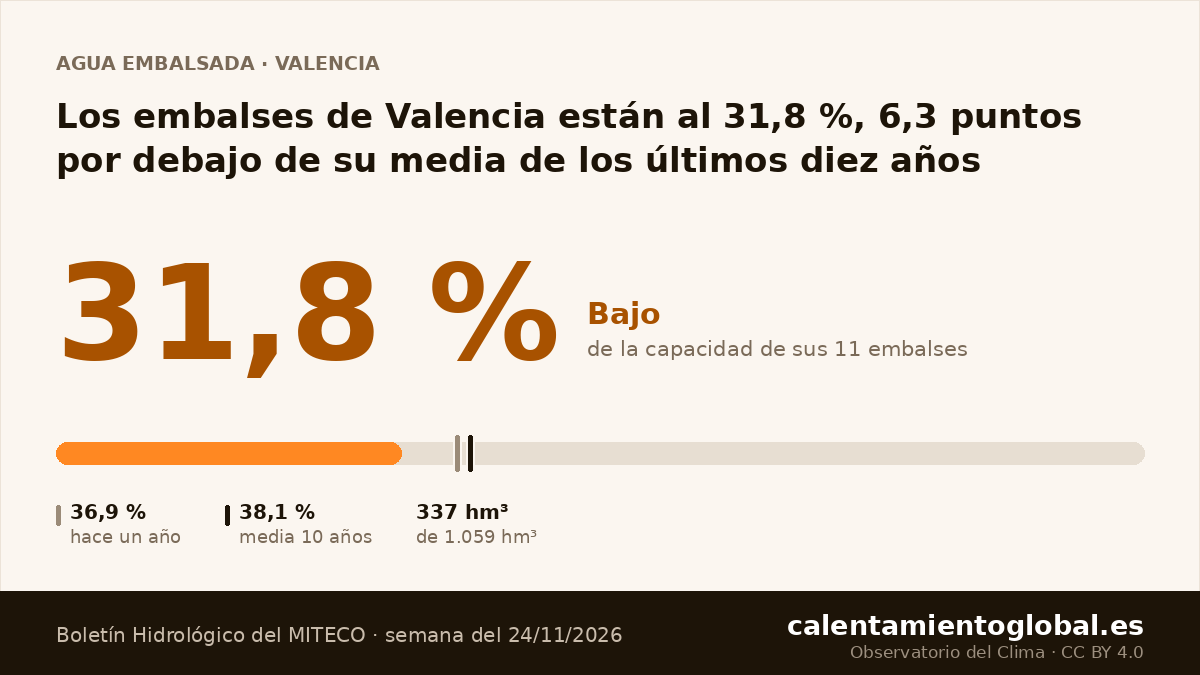 AGUA EMBALSADA · VALENCIA
Los embalses de Valencia están al 31,8 %, 6,3 puntos
por debajo de su media de los últimos diez años
31,8 %
Bajo
de la capacidad de sus 11 embalses
36,9 %
hace un año
38,1 %
media 10 años
337 hm³
de 1.059 hm³
Boletín Hidrológico del MITECO · semana del 24/11/2026
calentamientoglobal.es
Observatorio del Clima · CC BY 4.0